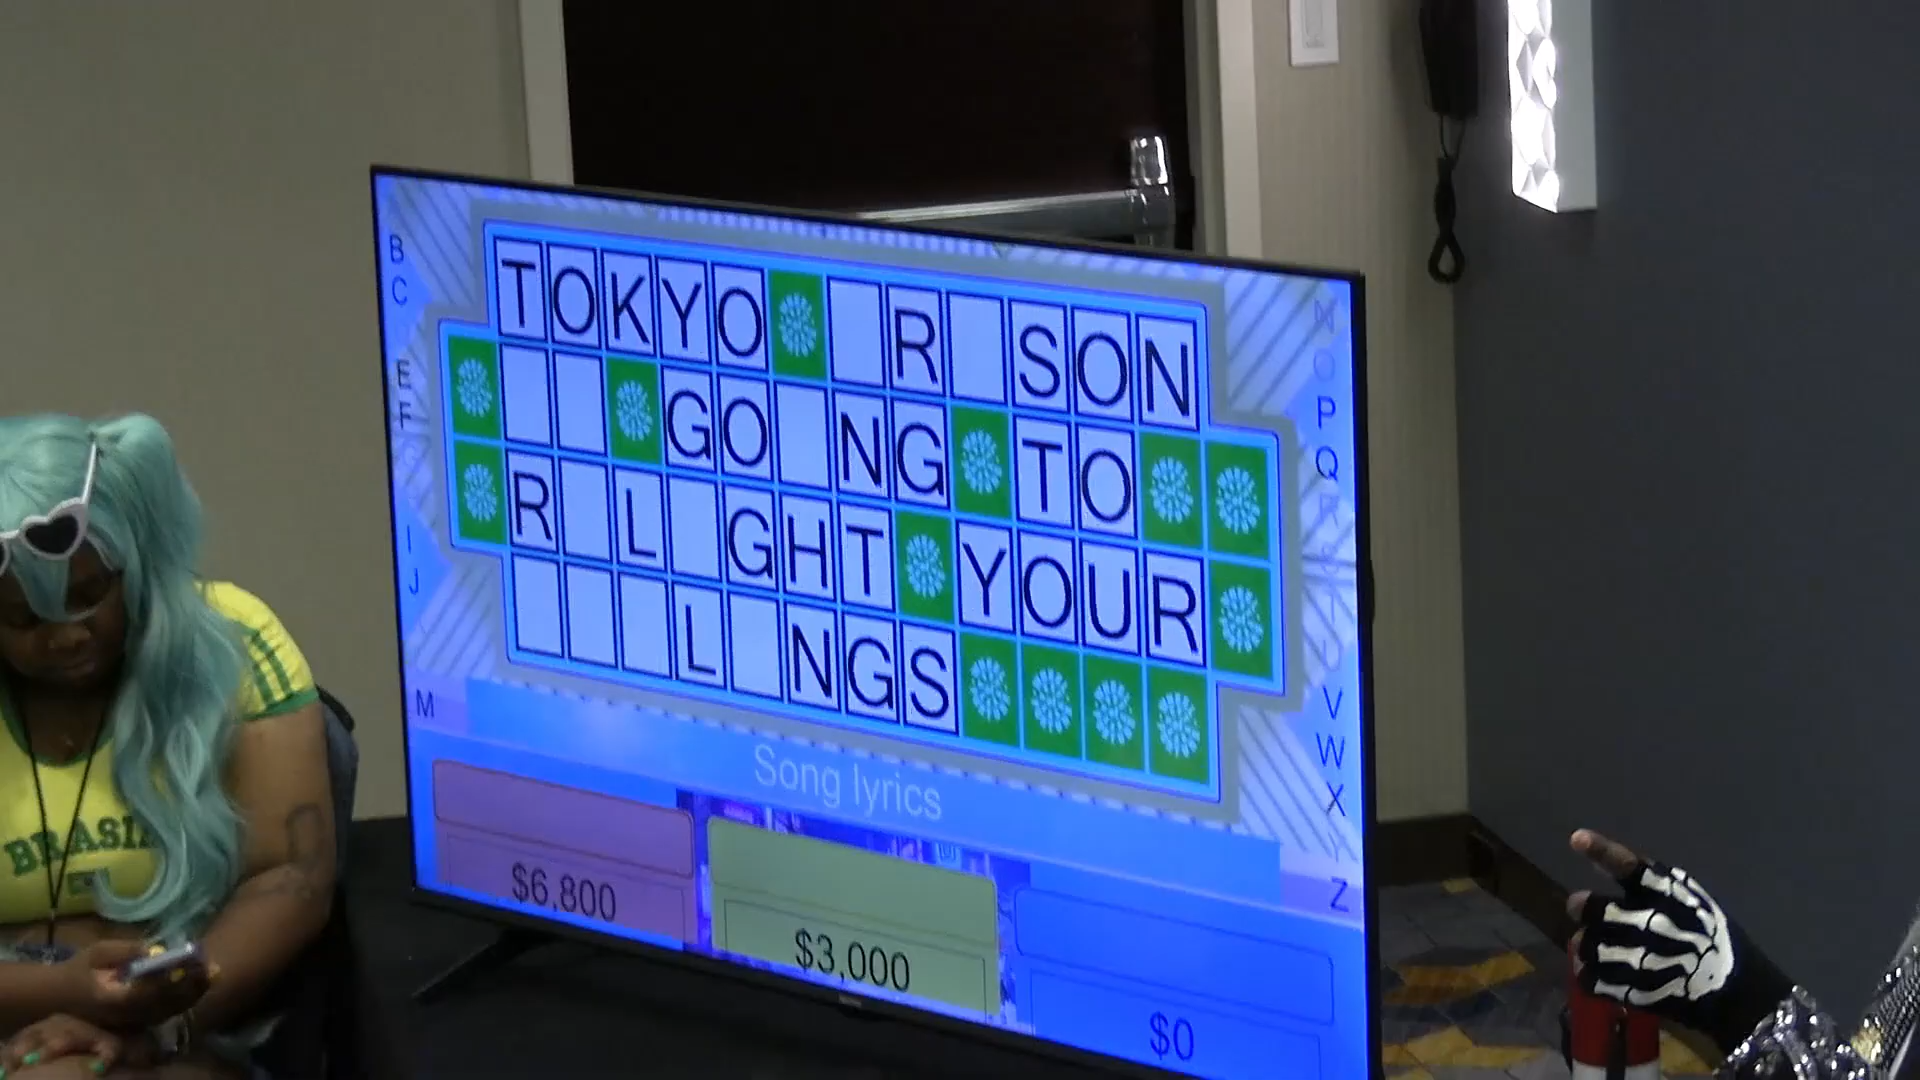 B
C
E
F
G
I
J
M
TOKYO R SON
GO NG TO
R L GHT YOUR
L NGS
N
O
P
Q
R
U
V
W
X
Y
Z
Song lyrics
$6,800
$3,000
$0
BRASIL